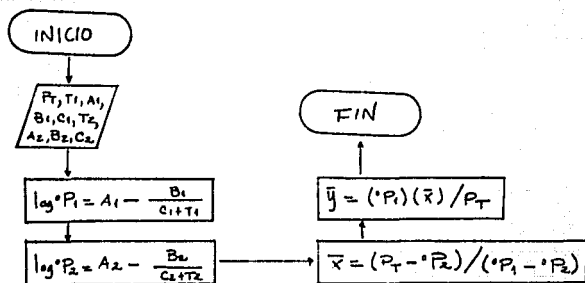 INICIO
PT, T1, A1,
B1, C1, T2,
A2, B2, C2
log°P1 = A1 - B1 / (C1+T1)
log°P2 = A2 - B2 / (C2+T2)
x̄ = (PT - °P2) / (°P1 - °P2)
ȳ = (°P1)(x̄) / PT
FIN